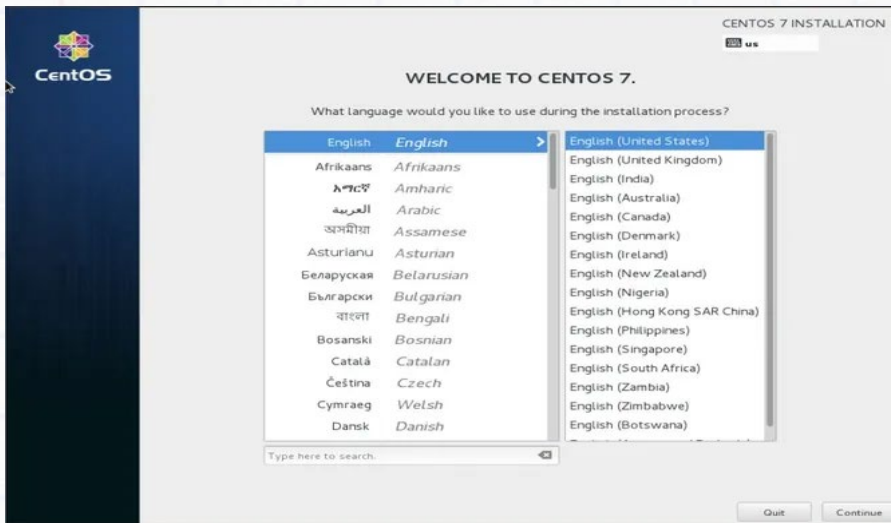 CENTOS 7 INSTALLATION
us
CentOS
WELCOME TO CENTOS 7.
What language would you like to use during the installation process?
English English >
Afrikaans Afrikaans
አማርኛ Amharic
العربية Arabic
অসমীয়া Assamese
Asturianu Asturian
Беларуская Belarusian
Български Bulgarian
বাংলা Bengali
Bosanski Bosnian
Català Catalan
Čeština Czech
Cymraeg Welsh
Dansk Danish
Type here to search.
English (United States)
English (United Kingdom)
English (India)
English (Australia)
English (Canada)
English (Denmark)
English (Ireland)
English (New Zealand)
English (Nigeria)
English (Hong Kong SAR China)
English (Philippines)
English (Singapore)
English (South Africa)
English (Zambia)
English (Zimbabwe)
English (Botswana)
Quit
Continue